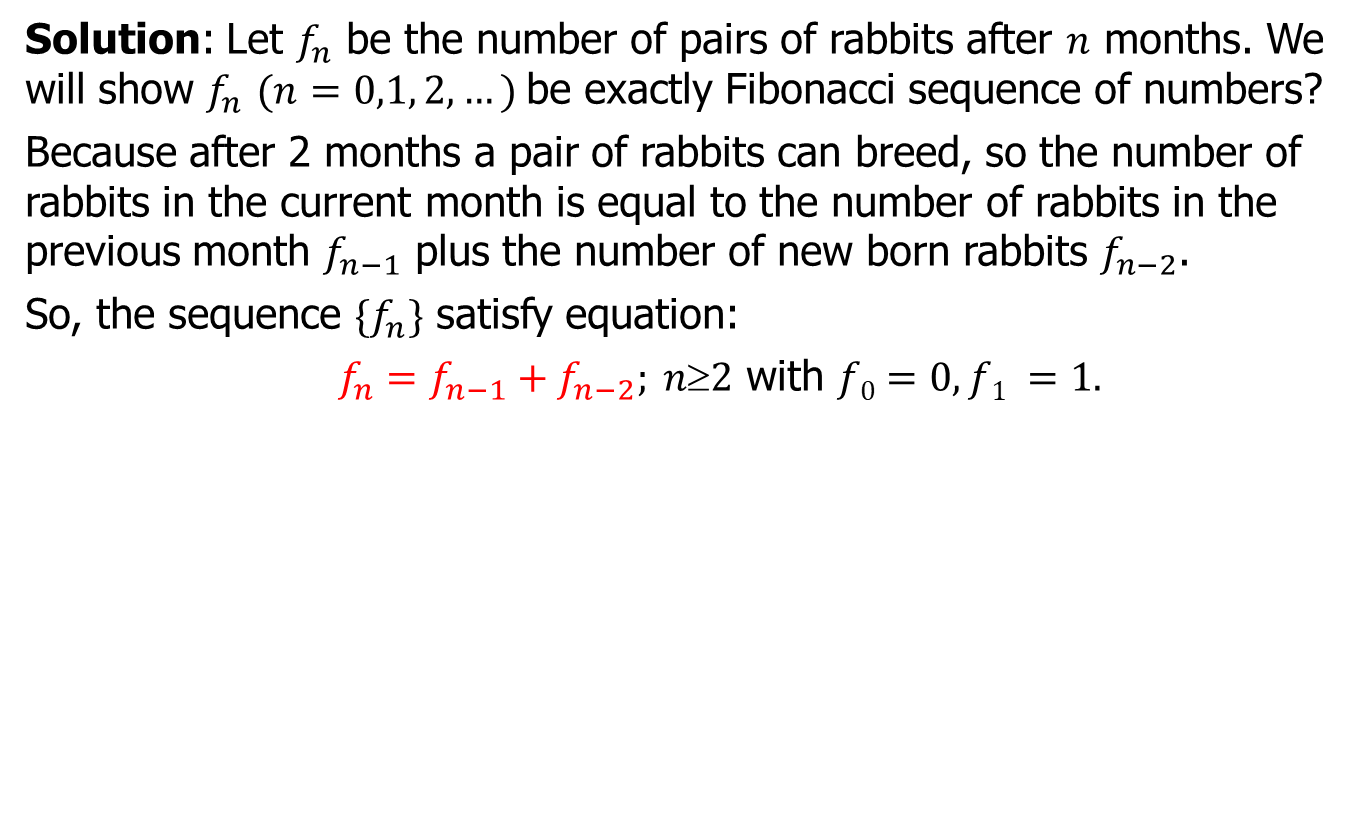 Solution: Let fₙ be the number of pairs of rabbits after n months. We
will show fₙ (n = 0,1, 2, … ) be exactly Fibonacci sequence of numbers?
Because after 2 months a pair of rabbits can breed, so the number of
rabbits in the current month is equal to the number of rabbits in the
previous month fₙ₋₁ plus the number of new born rabbits fₙ₋₂.
So, the sequence {fₙ} satisfy equation:
fₙ = fₙ₋₁ + fₙ₋₂; n≥2 with f₀ = 0, f₁ = 1.